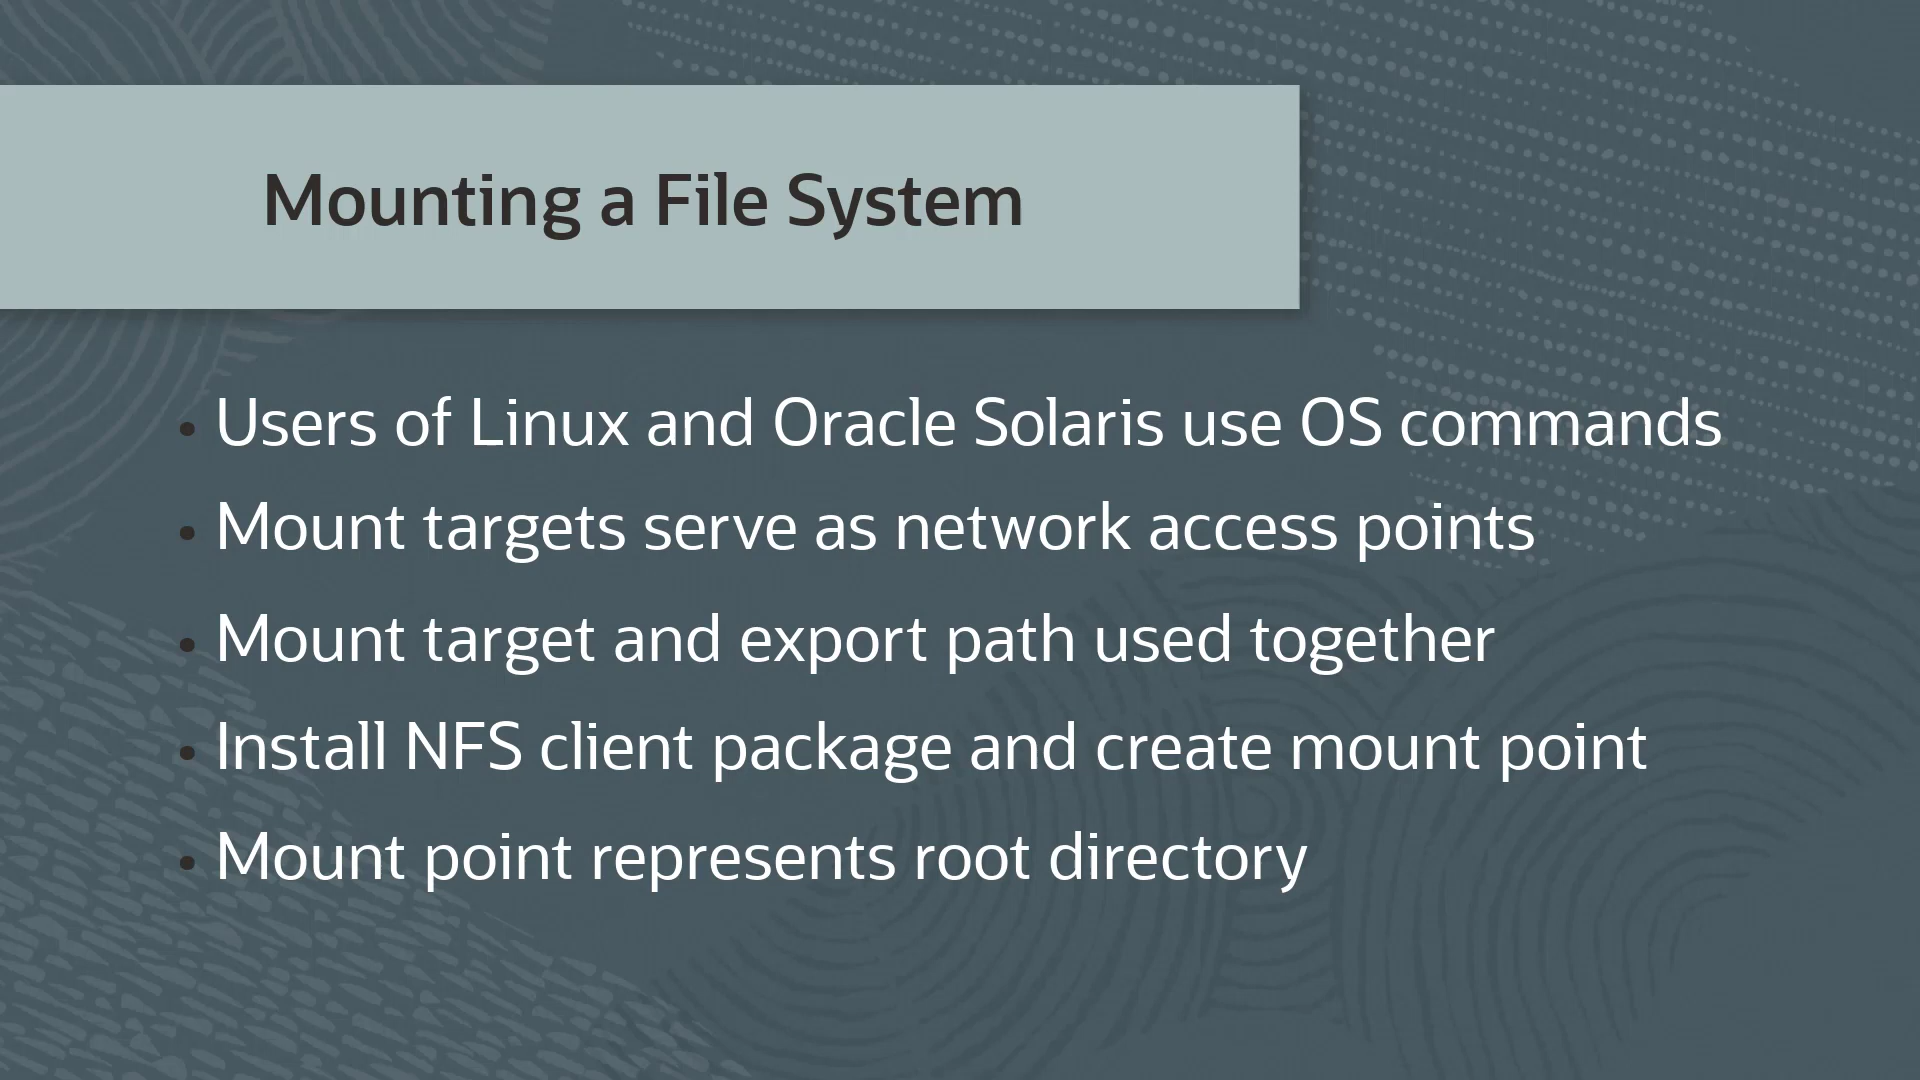 Mounting a File System
• Users of Linux and Oracle Solaris use OS commands
• Mount targets serve as network access points
• Mount target and export path used together
• Install NFS client package and create mount point
• Mount point represents root directory